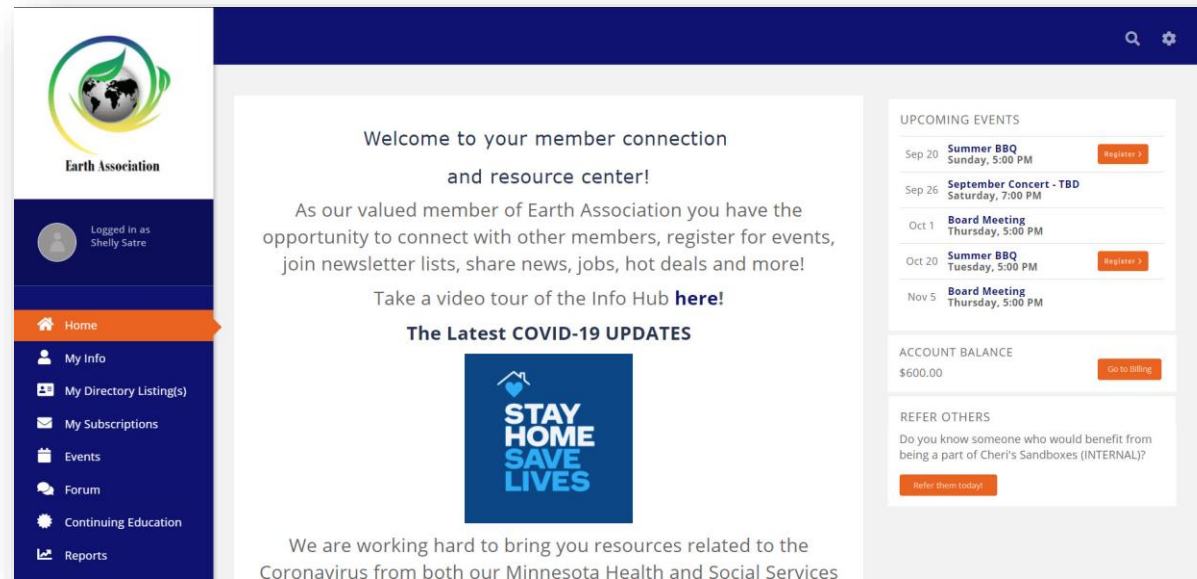 Earth Association
Logged in as
Shelly Satre
Home
My Info
My Directory Listing(s)
My Subscriptions
Events
Forum
Continuing Education
Reports
Welcome to your member connection
and resource center!
As our valued member of Earth Association you have the
opportunity to connect with other members, register for events,
join newsletter lists, share news, jobs, hot deals and more!
Take a video tour of the Info Hub here!
The Latest COVID-19 UPDATES
STAY
HOME
SAVE
LIVES
We are working hard to bring you resources related to the
Coronavirus from both our Minnesota Health and Social Services
UPCOMING EVENTS
Sep 20 Summer BBQ
Sunday, 5:00 PM
Register >
Sep 26 September Concert - TBD
Saturday, 7:00 PM
Oct 1 Board Meeting
Thursday, 5:00 PM
Oct 20 Summer BBQ
Tuesday, 5:00 PM
Register >
Nov 5 Board Meeting
Thursday, 5:00 PM
ACCOUNT BALANCE
$600.00
Go to Billing
REFER OTHERS
Do you know someone who would benefit from
being a part of Cheri's Sandboxes (INTERNAL)?
Refer them today!